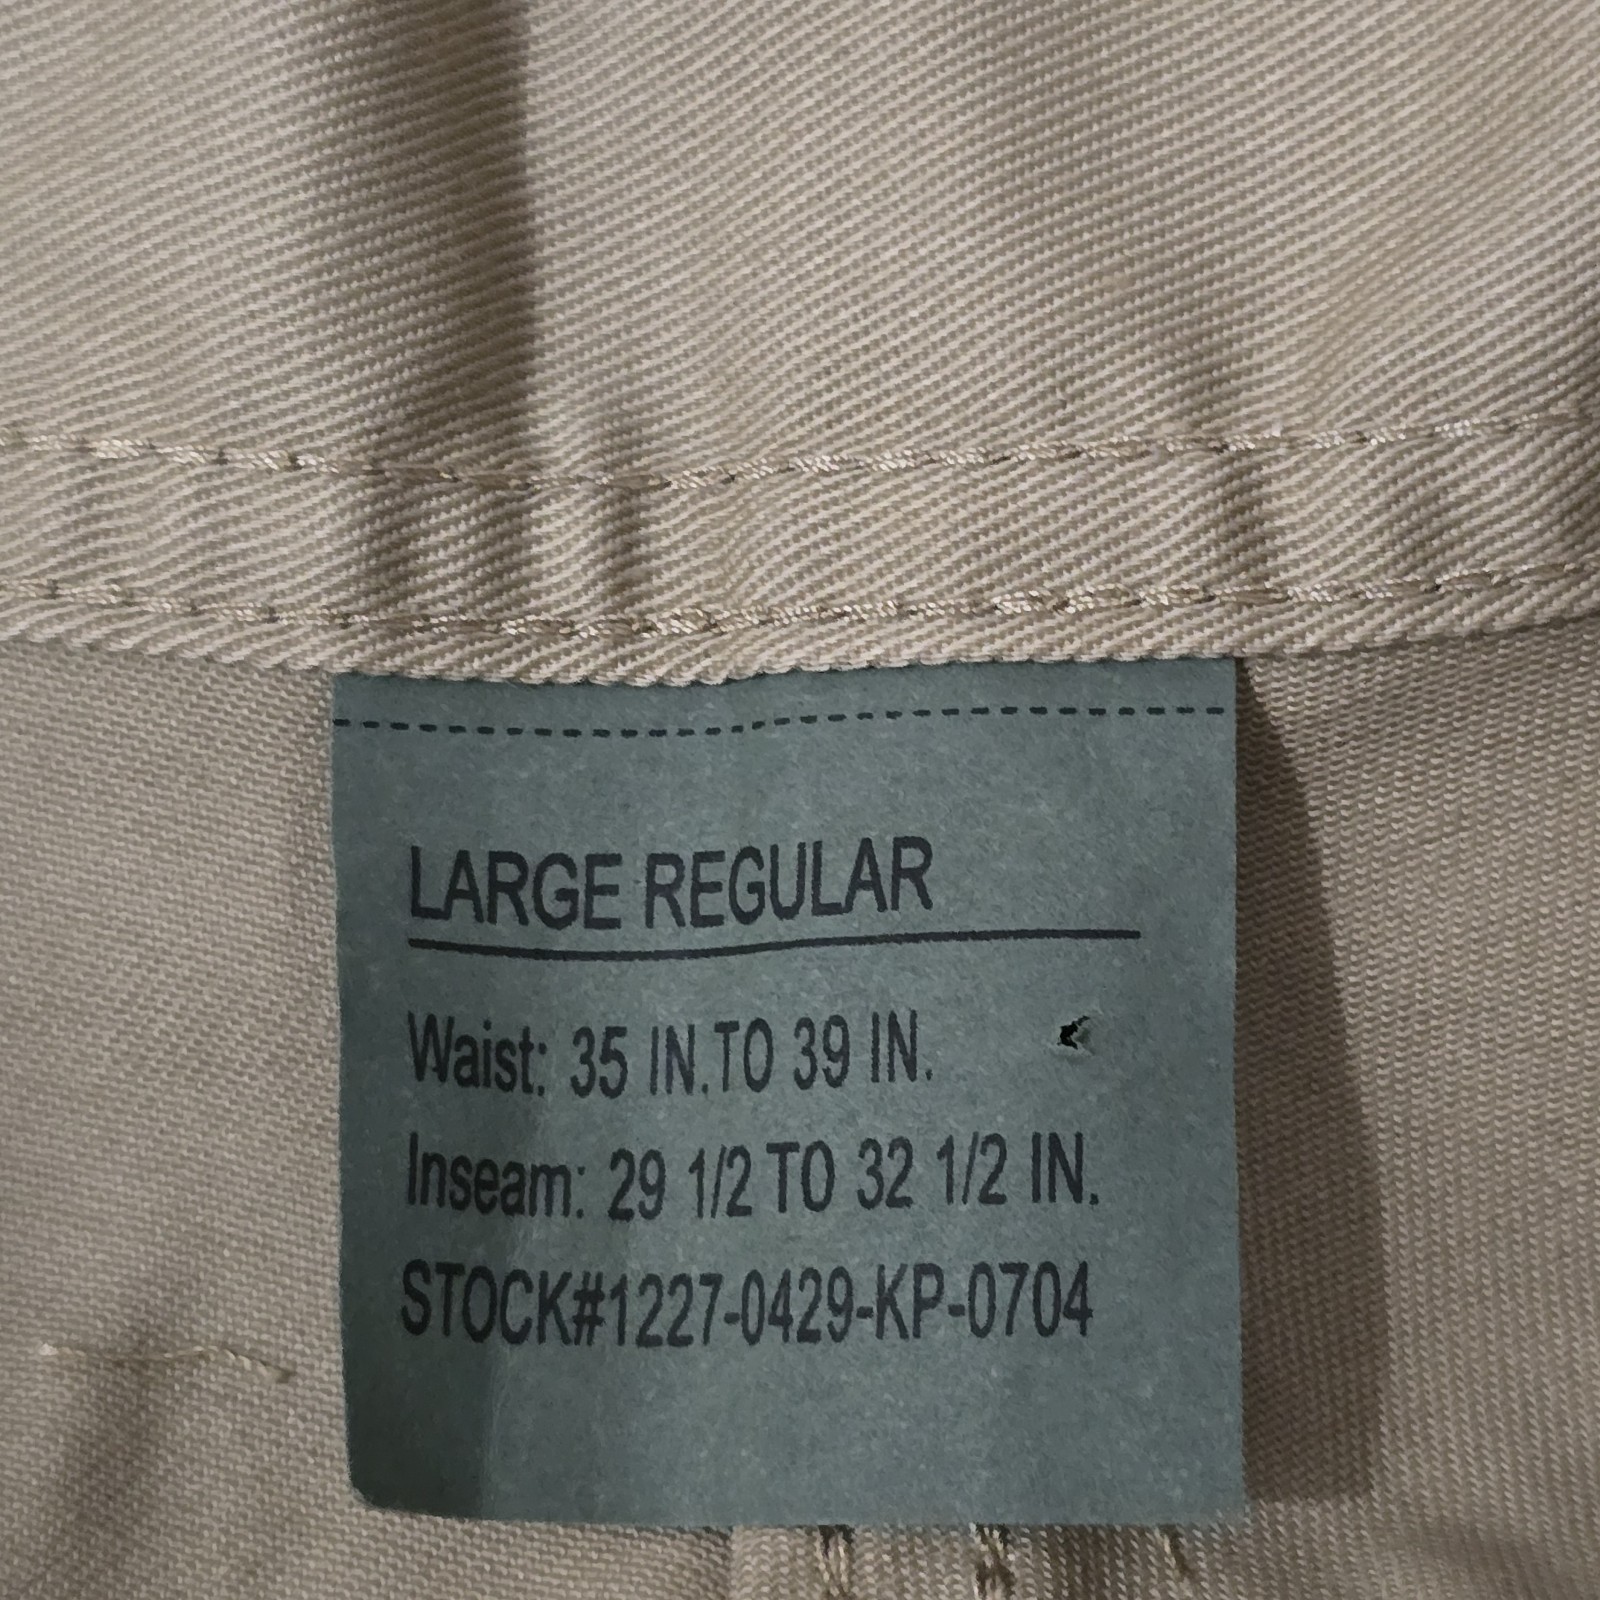 LARGE REGULAR
Waist: 35 IN.TO 39 IN.
Inseam: 29 1/2 TO 32 1/2 IN.
STOCK#1227-0429-KP-0704